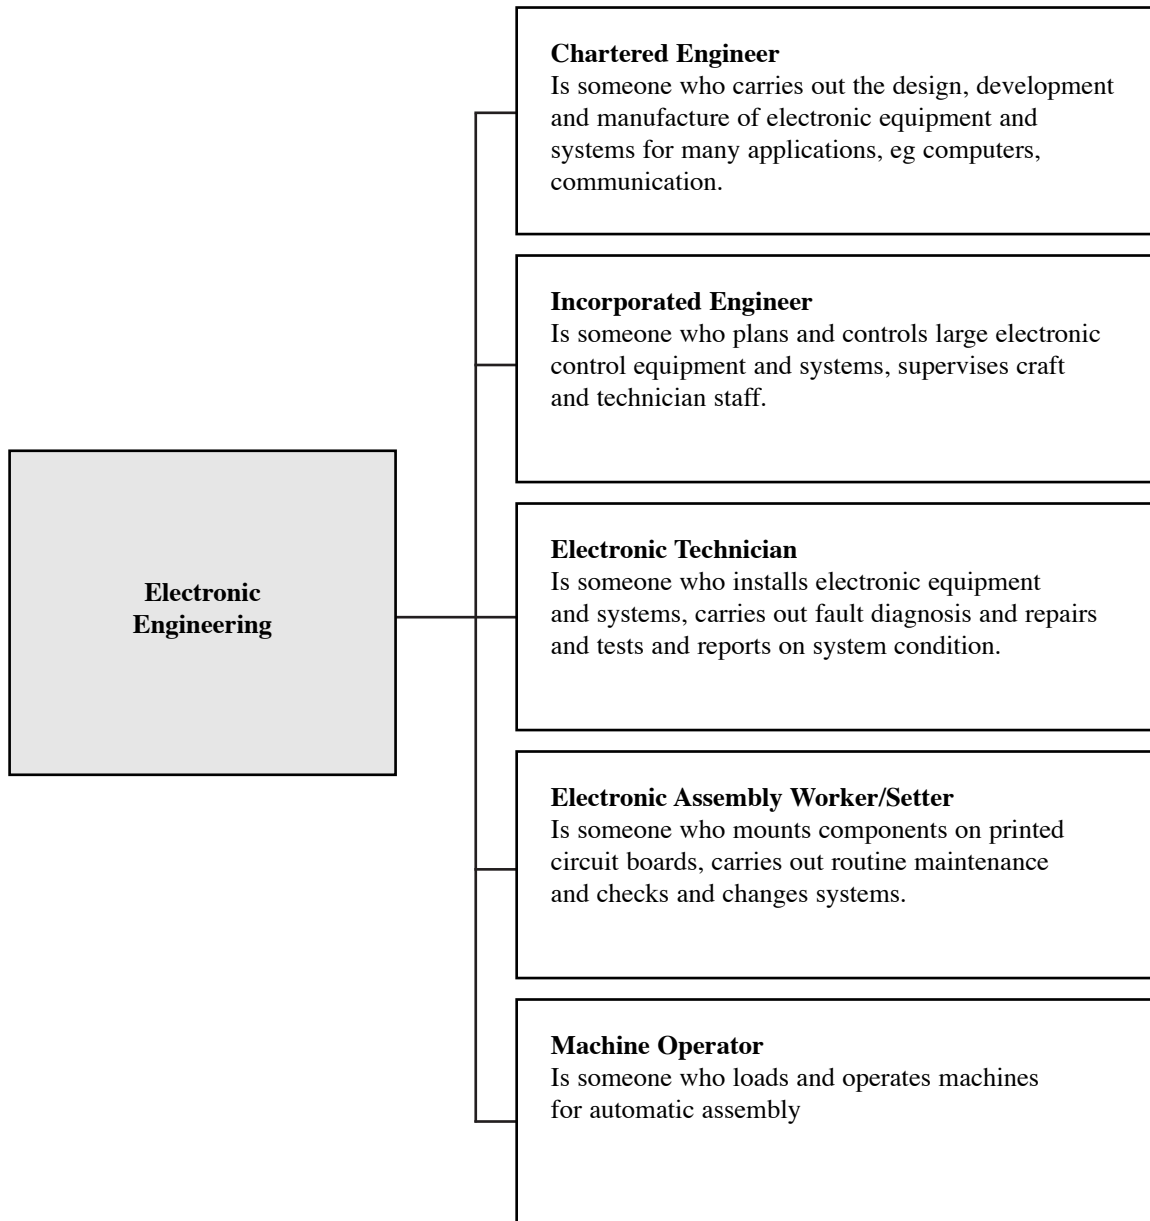 Chartered Engineer
Is someone who carries out the design, development
and manufacture of electronic equipment and
systems for many applications, eg computers,
communication.
Incorporated Engineer
Is someone who plans and controls large electronic
control equipment and systems, supervises craft
and technician staff.
Electronic
Engineering
Electronic Technician
Is someone who installs electronic equipment
and systems, carries out fault diagnosis and repairs
and tests and reports on system condition.
Electronic Assembly Worker/Setter
Is someone who mounts components on printed
circuit boards, carries out routine maintenance
and checks and changes systems.
Machine Operator
Is someone who loads and operates machines
for automatic assembly